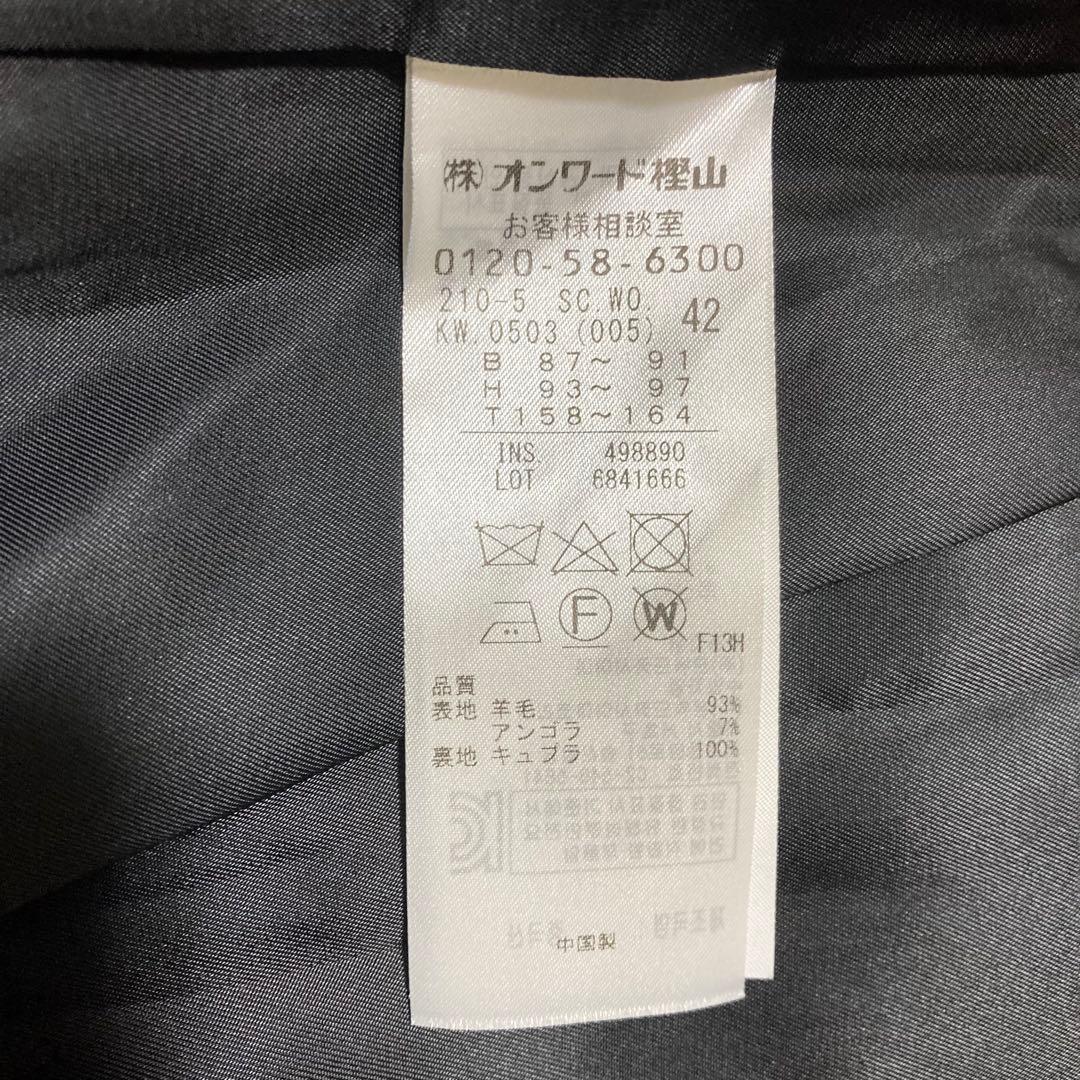 (株)オンワード樫山
お客様相談室
0120-58-6300
210-5 SC WO. 42
KW.0503 (005)
B 87〜 91
H 93〜 97
T158〜164
INS. 498890
LOT 6841666
F
W
F13H
品質
表地 羊毛 93%
アンゴラ 7%
裏地 キュプラ 100%
中国製